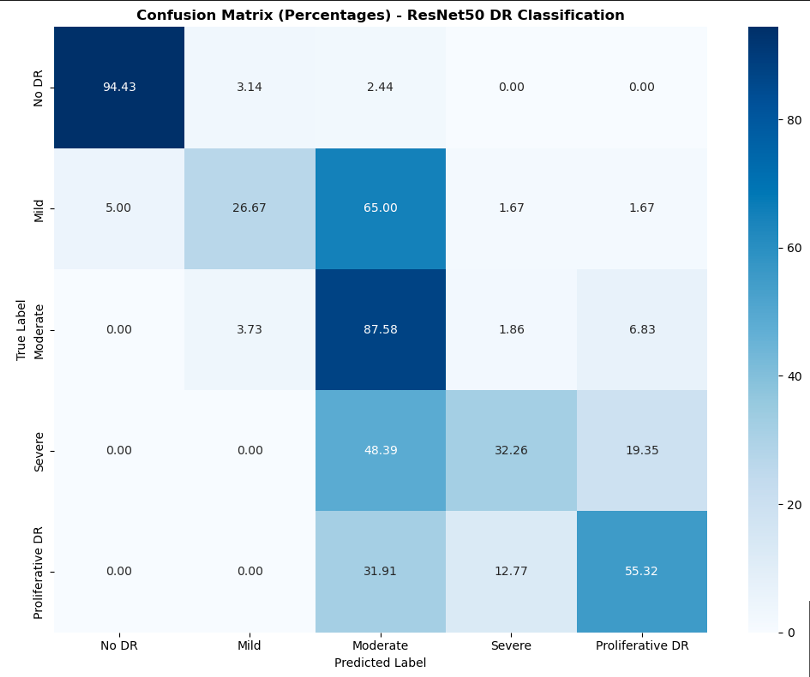 Confusion Matrix (Percentages) - ResNet50 DR Classification
No DR 94.43 3.14 2.44 0.00 0.00
Mild 5.00 26.67 65.00 1.67 1.67
Moderate 0.00 3.73 87.58 1.86 6.83
Severe 0.00 0.00 48.39 32.26 19.35
Proliferative DR 0.00 0.00 31.91 12.77 55.32
True Label
No DR Mild Moderate Severe Proliferative DR
Predicted Label
80
60
40
20
0